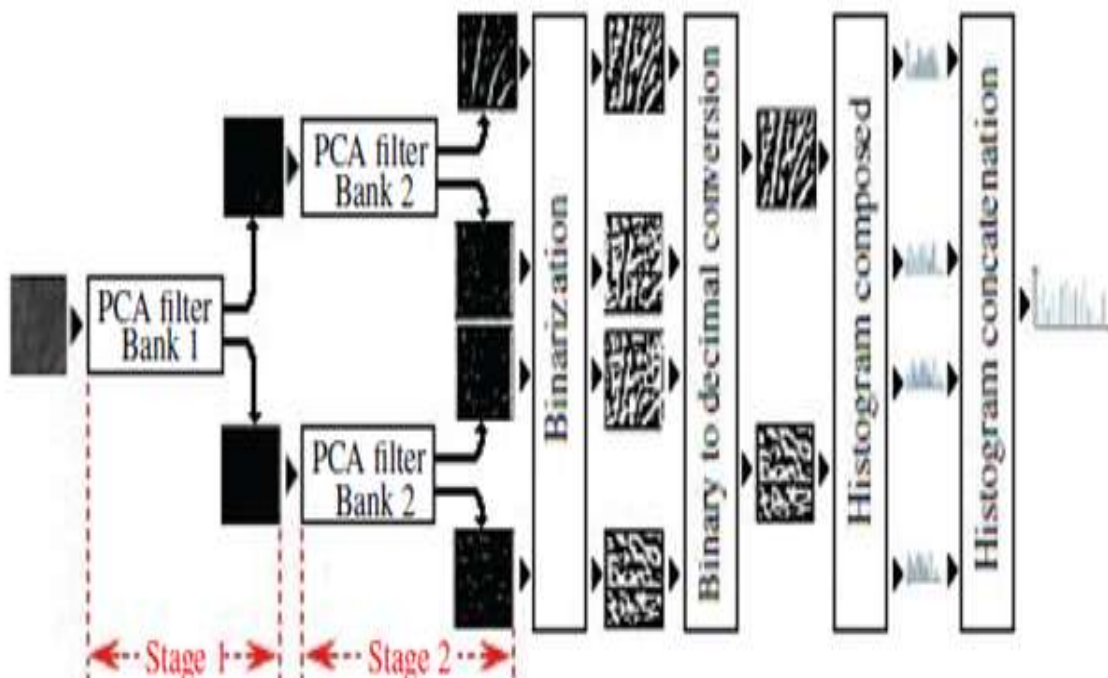 PCA filter
Bank 1
PCA filter
Bank 2
PCA filter
Bank 2
Binarization
Binary to decimal conversion
Histogram composed
Histogram concatenation
Stage 1
Stage 2